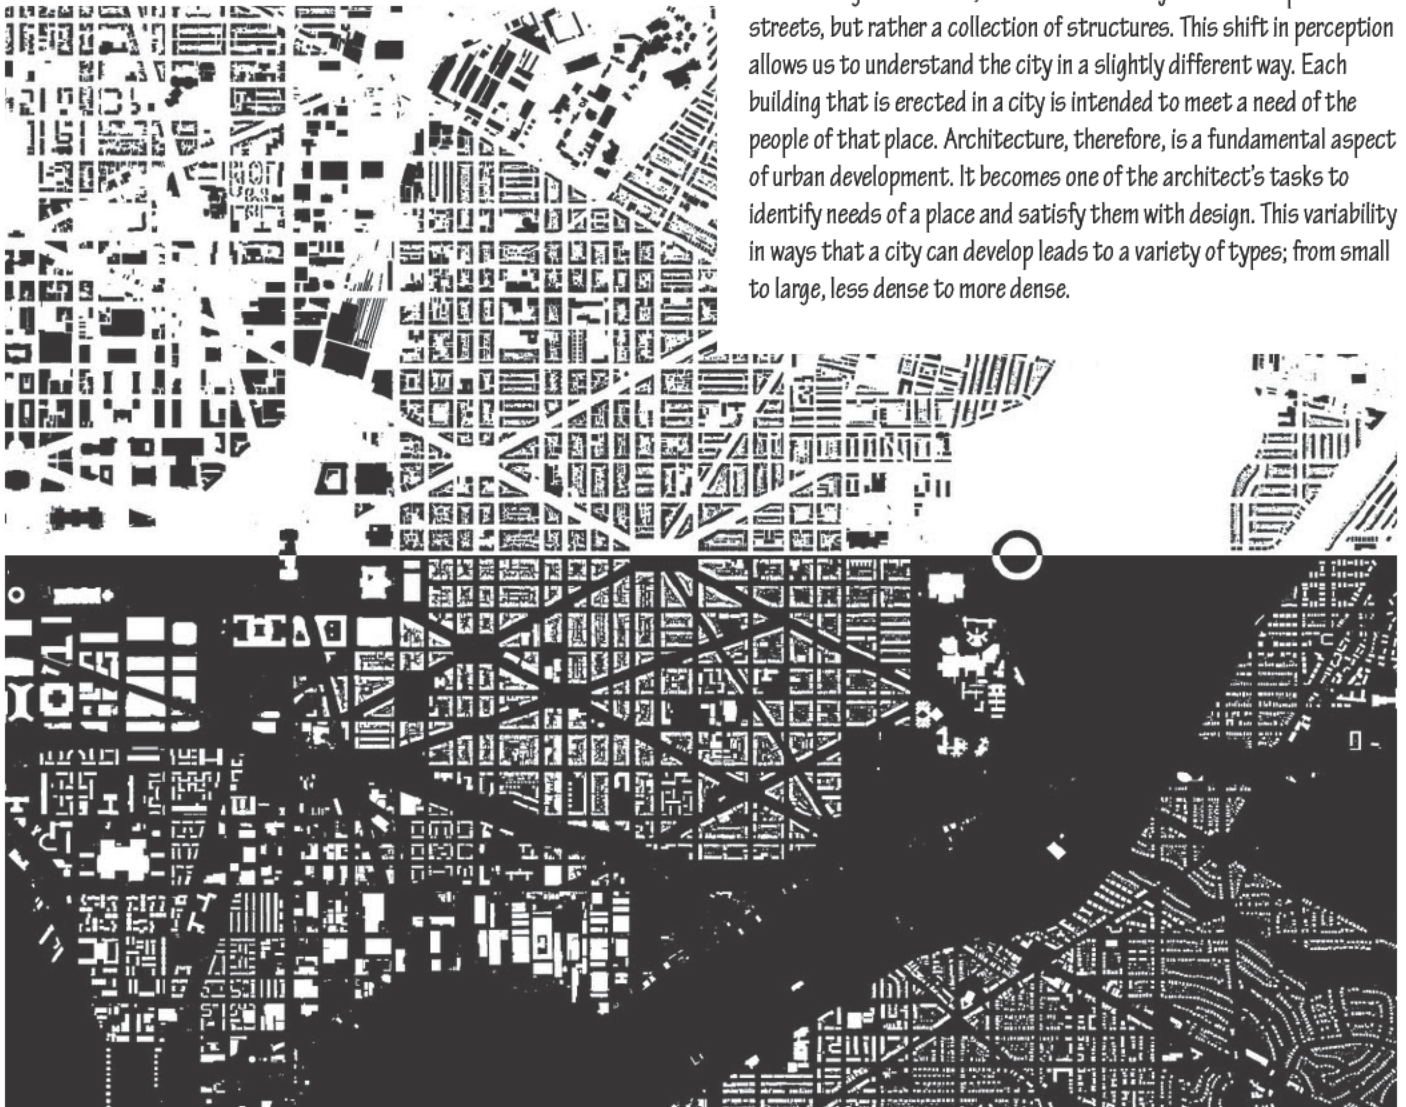 streets, but rather a collection of structures. This shift in perception
allows us to understand the city in a slightly different way. Each
building that is erected in a city is intended to meet a need of the
people of that place. Architecture, therefore, is a fundamental aspect
of urban development. It becomes one of the architect's tasks to
identify needs of a place and satisfy them with design. This variability
in ways that a city can develop leads to a variety of types; from small
to large, less dense to more dense.